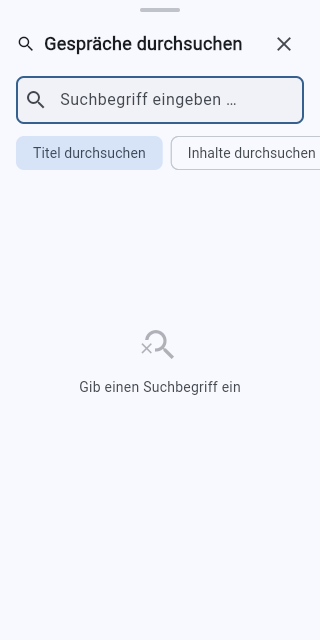 Gespräche durchsuchen
Suchbegriff eingeben …
Titel durchsuchen
Inhalte durchsuchen
Gib einen Suchbegriff ein